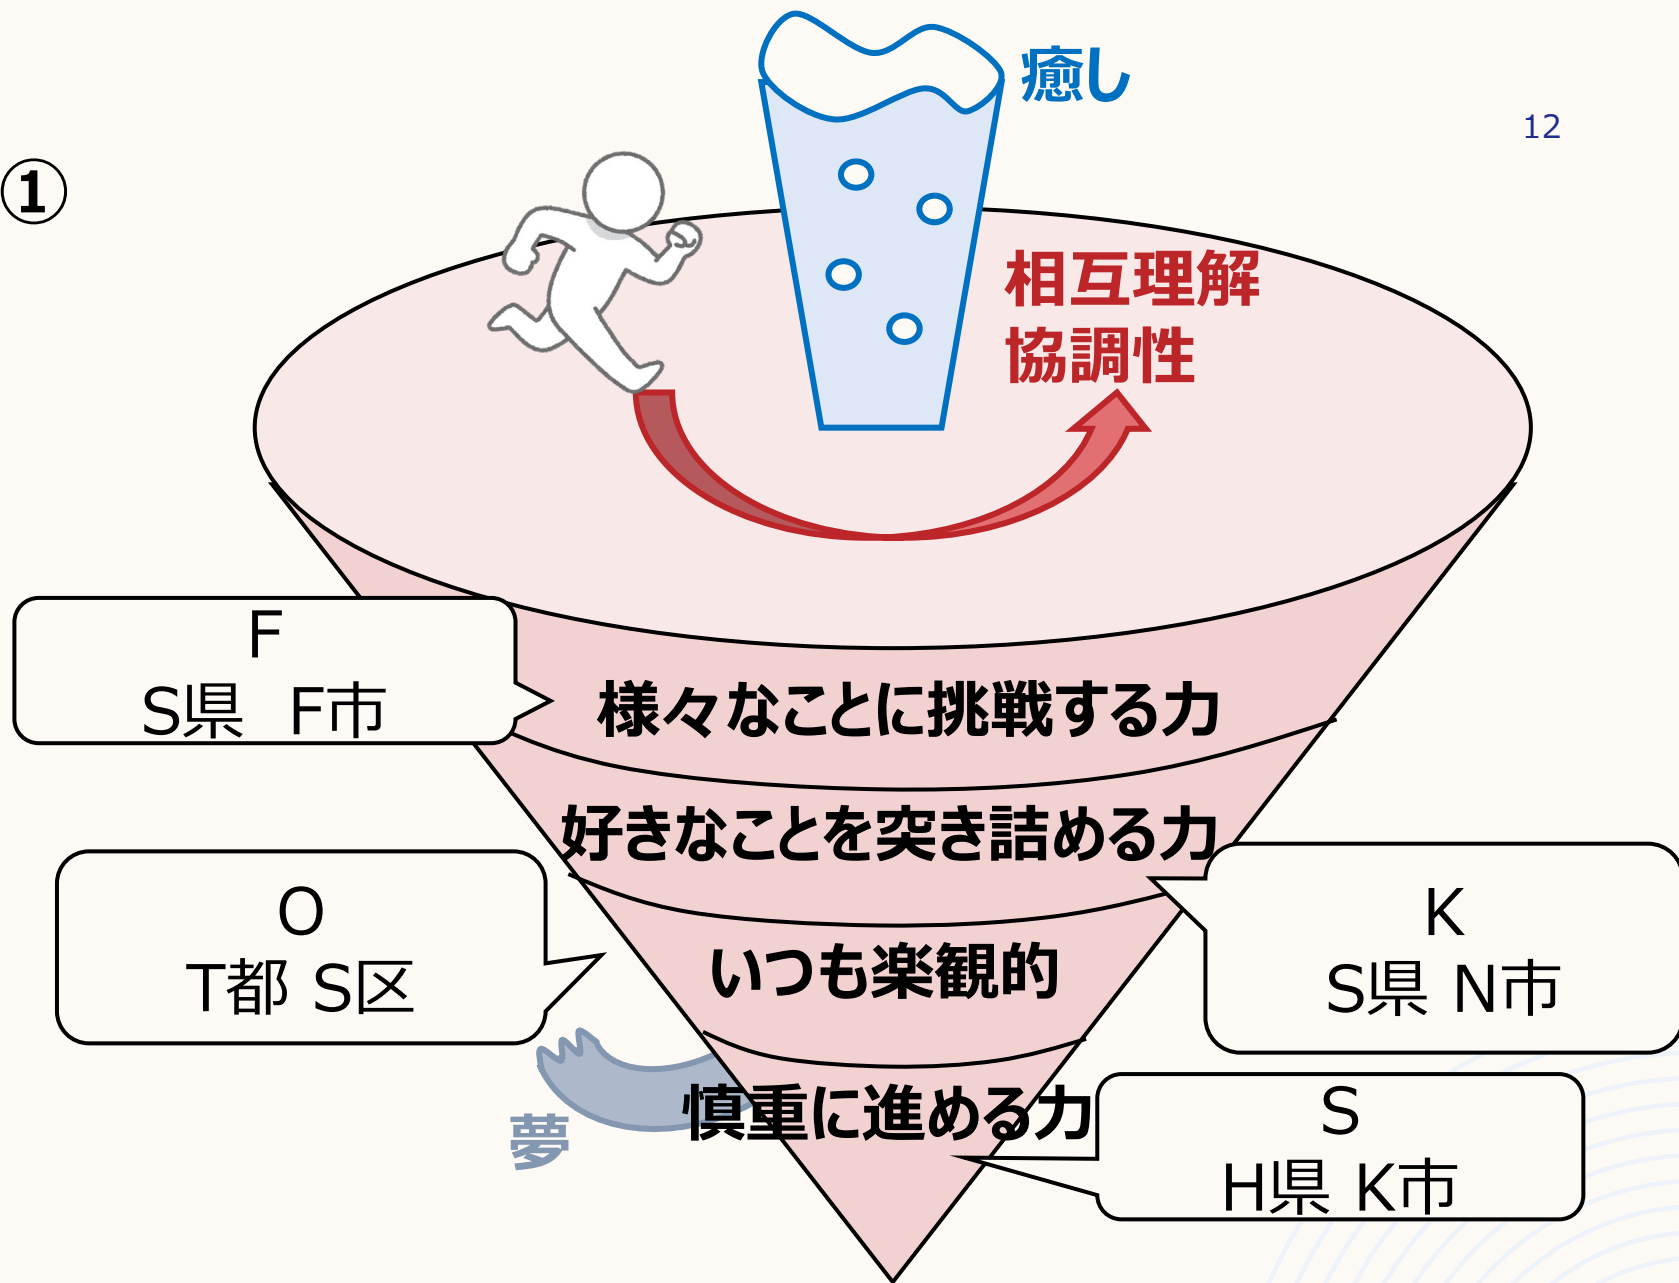 癒し
12
①
相互理解
協調性
F
S県　F市
様々なことに挑戦する力
好きなことを突き詰める力
O
T都 S区
K
S県 N市
いつも楽観的
慎重に進める力
夢
S
H県 K市